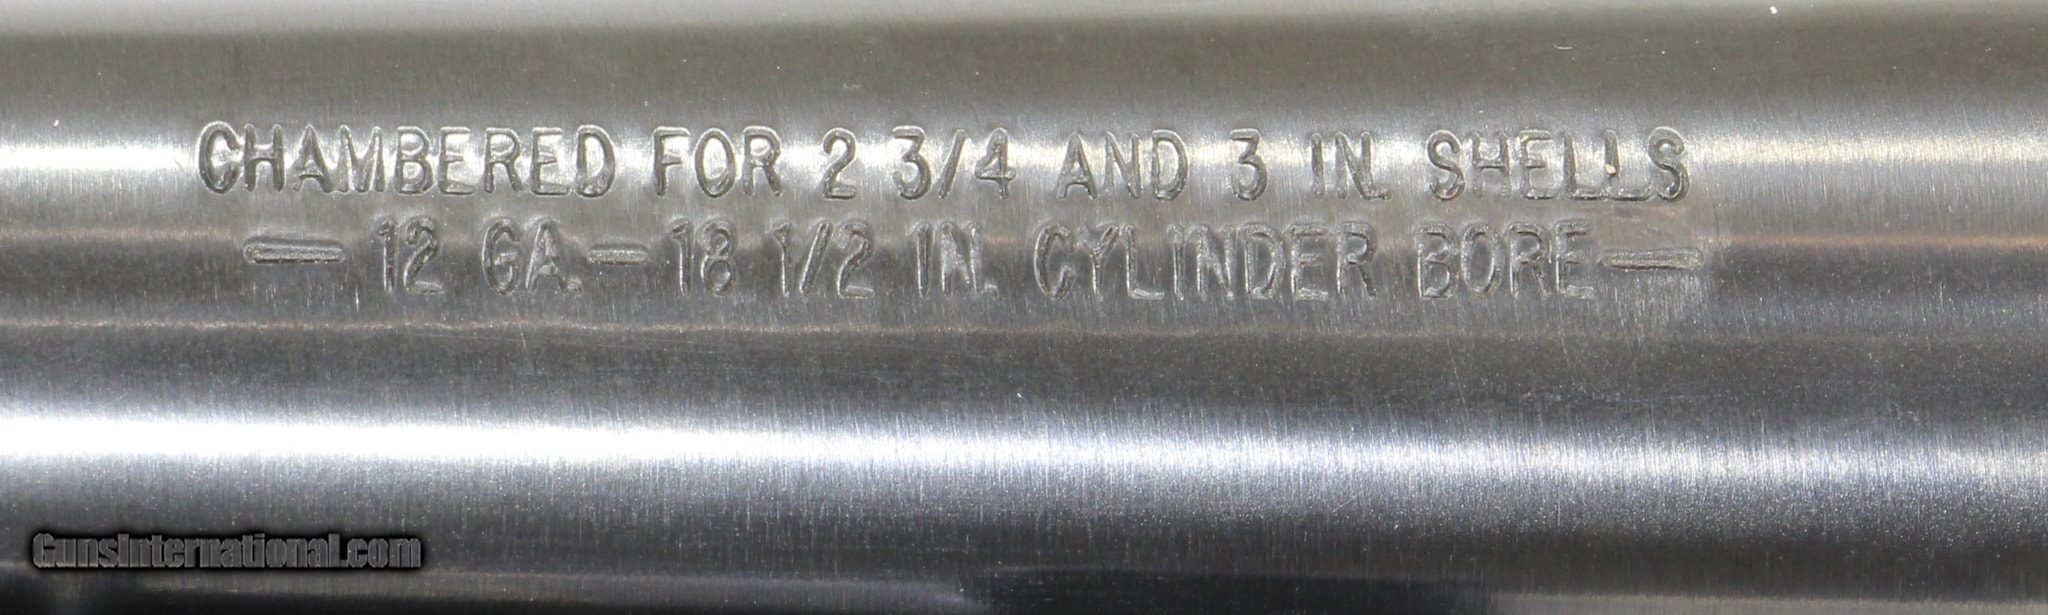 CHAMBERED FOR 2 3/4 AND 3 IN. SHELLS
— 12 GA. — 18 1/2 IN. CYLINDER BORE —
GunsInternational.com